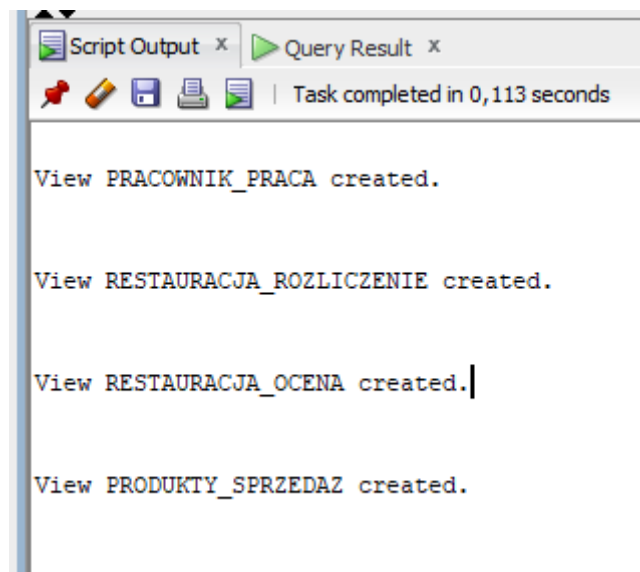 Script Output x Query Result x
Task completed in 0,113 seconds
View PRACOWNIK_PRACA created.
View RESTAURACJA_ROZLICZENIE created.
View RESTAURACJA_OCENA created.
View PRODUKTY_SPRZEDAZ created.